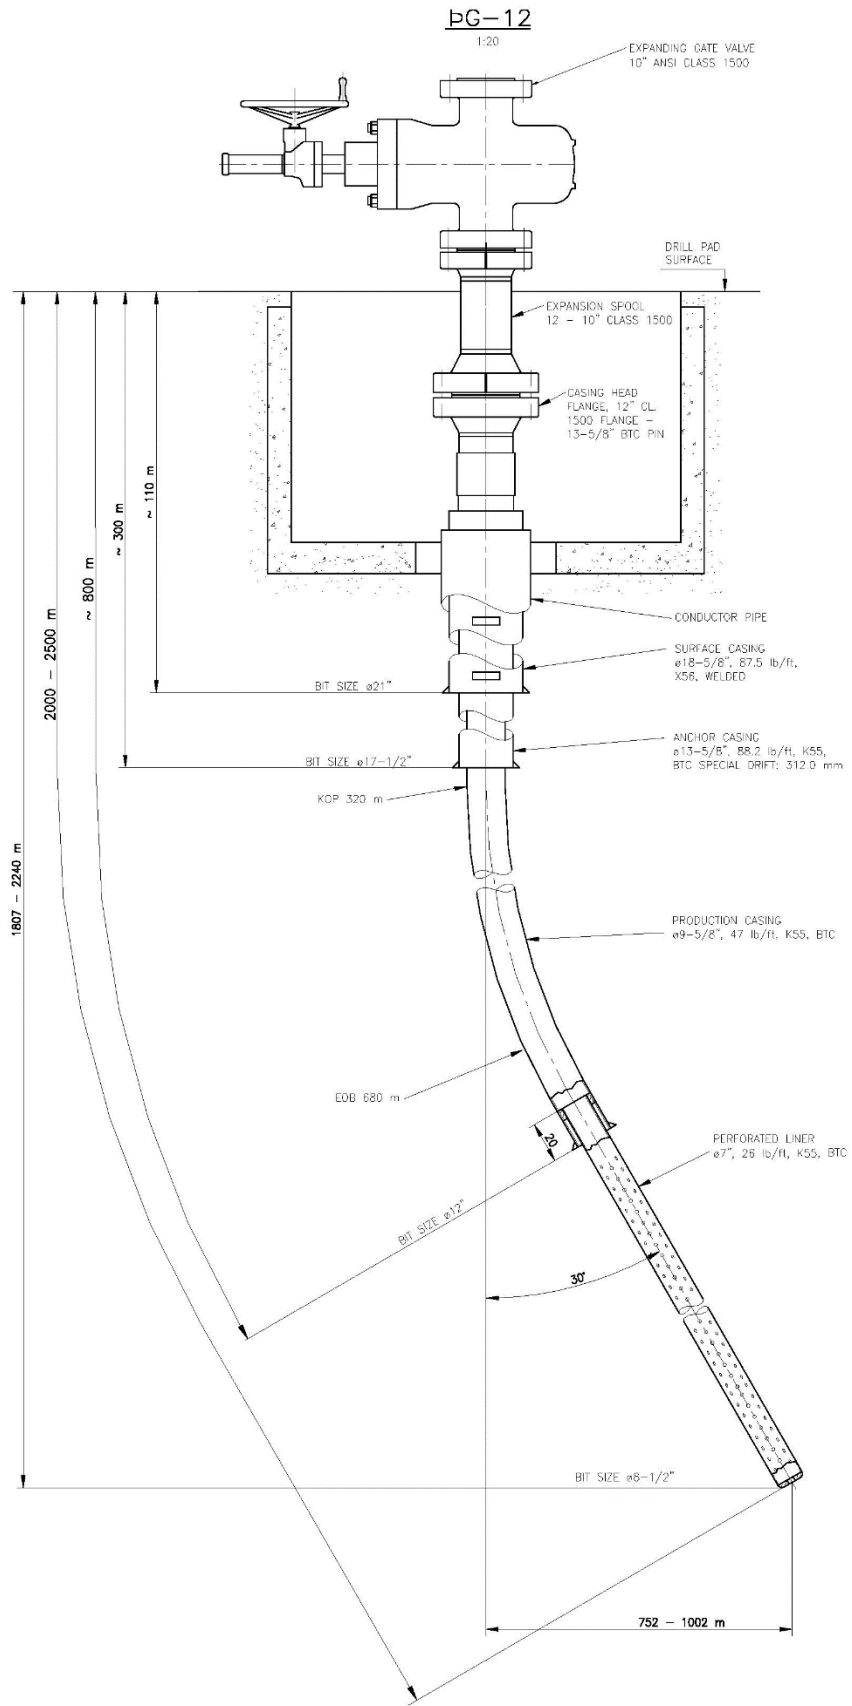 ÞG-12
1:20
EXPANDING GATE VALVE
10" ANSI CLASS 1500
DRILL PAD
SURFACE
EXPANSION SPOOL
12 - 10" CLASS 1500
CASING HEAD
FLANGE, 12" CL.
1500 FLANGE -
13-5/8" BTC PIN
~ 110 m
~ 300 m
~ 800 m
2000 - 2500 m
1807 - 2240 m
CONDUCTOR PIPE
SURFACE CASING
ø18-5/8", 87.5 lb/ft,
X56, WELDED
BIT SIZE ø21"
ANCHOR CASING
ø13-5/8", 88.2 lb/ft, K55,
BTC SPECIAL DRIFT: 312.0 mm
BIT SIZE ø17-1/2"
KOP 320 m
PRODUCTION CASING
ø9-5/8", 47 lb/ft, K55, BTC
EOB 680 m
20
PERFORATED LINER
ø7", 26 lb/ft, K55, BTC
BIT SIZE ø12"
30°
BIT SIZE ø8-1/2"
752 - 1002 m